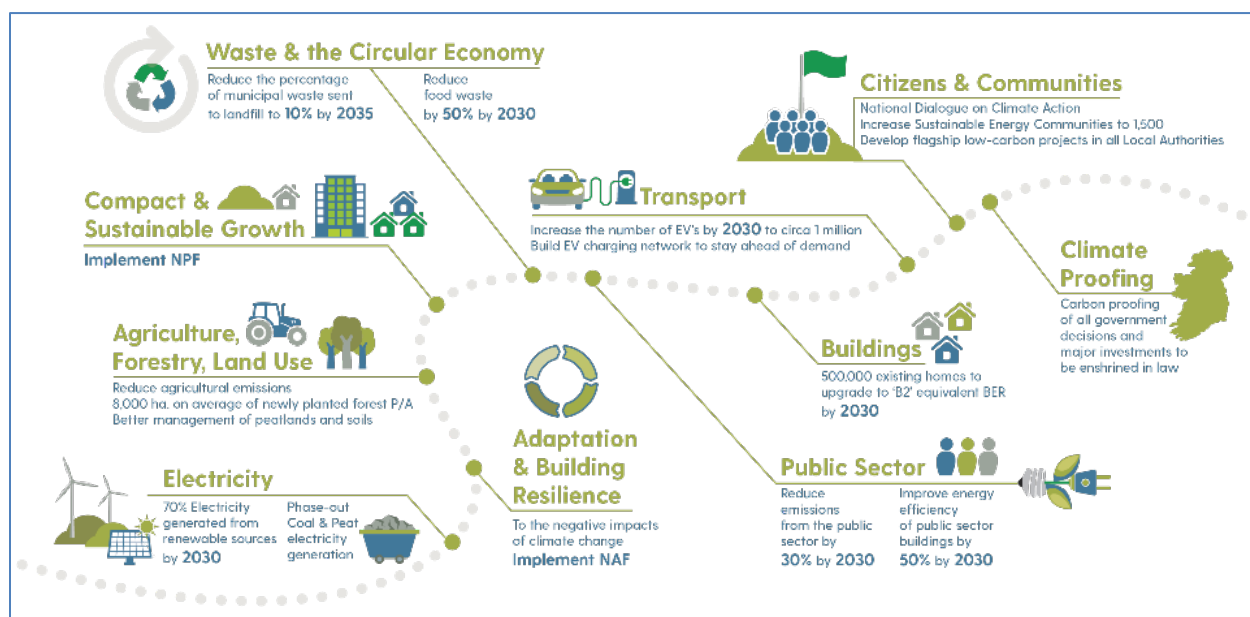 Waste & the Circular Economy
Reduce the percentage
of municipal waste sent
to landfill to 10% by 2035
Reduce
food waste
by 50% by 2030
Citizens & Communities
National Dialogue on Climate Action
Increase Sustainable Energy Communities to 1,500
Develop flagship low-carbon projects in all Local Authorities
Compact &
Sustainable Growth
Implement NPF
Transport
Increase the number of EV's by 2030 to circa 1 million
Build EV charging network to stay ahead of demand
Climate
Proofing
Carbon proofing
of all government
decisions and
major investments to
be enshrined in law
Agriculture,
Forestry, Land Use
Reduce agricultural emissions
8,000 ha. on average of newly planted forest P/A
Better management of peatlands and soils
Buildings
500,000 existing homes to
upgrade to 'B2' equivalent BER
by 2030
Adaptation
& Building
Resilience
To the negative impacts
of climate change
Implement NAF
Electricity
70% Electricity
generated from
renewable sources
by 2030
Phase-out
Coal & Peat
electricity
generation
Public Sector
Reduce
emissions
from the public
sector by
30% by 2030
Improve energy
efficiency
of public sector
buildings by
50% by 2030